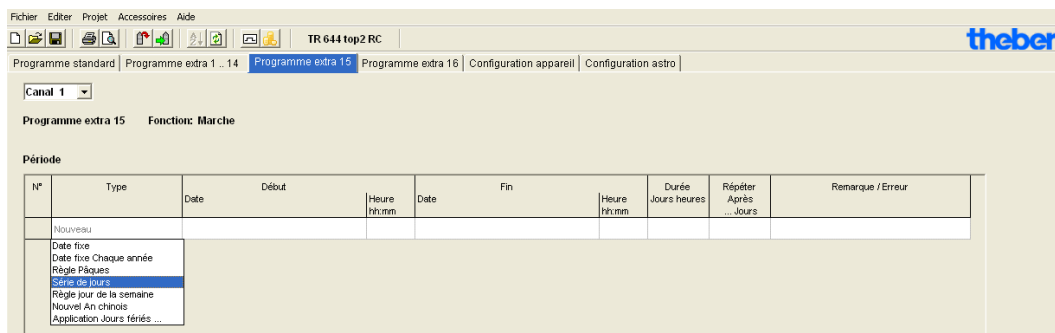 Fichier Editer Projet Accessoires Aide
TR 644 top2 RC
theben
Programme standard Programme extra 1 .. 14 Programme extra 15 Programme extra 16 Configuration appareil Configuration astro
Canal 1
Programme extra 15 Fonction: Marche
Période
N° Type Début Fin Durée Répéter Remarque / Erreur
Date Heure Date Heure Jours heures Après
hh:mm hh:mm ... Jours
Nouveau
Date fixe
Date fixe Chaque année
Règle Pâques
Série de jours
Règle jour de la semaine
Nouvel An chinois
Application Jours fériés ...